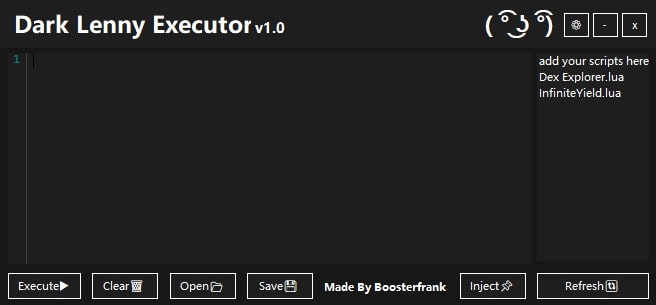 Dark Lenny Executor v1.0 ( ͡° ͜ʖ ͡°) - x
1
add your scripts here
Dex Explorer.lua
InfiniteYield.lua
Execute Clear Open Save Made By Boosterfrank Inject Refresh